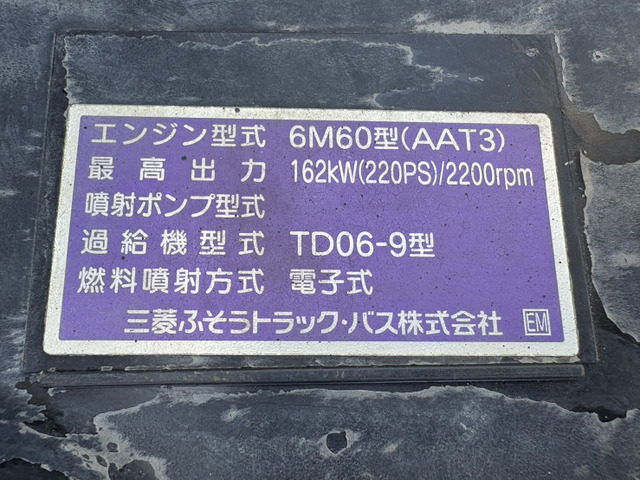 エンジン型式 6M60型(AAT3)
最高出力 162kW(220PS)/2200rpm
噴射ポンプ型式
過給機型式 TD06-9型
燃料噴射方式 電子式
三菱ふそうトラック・バス株式会社 EM